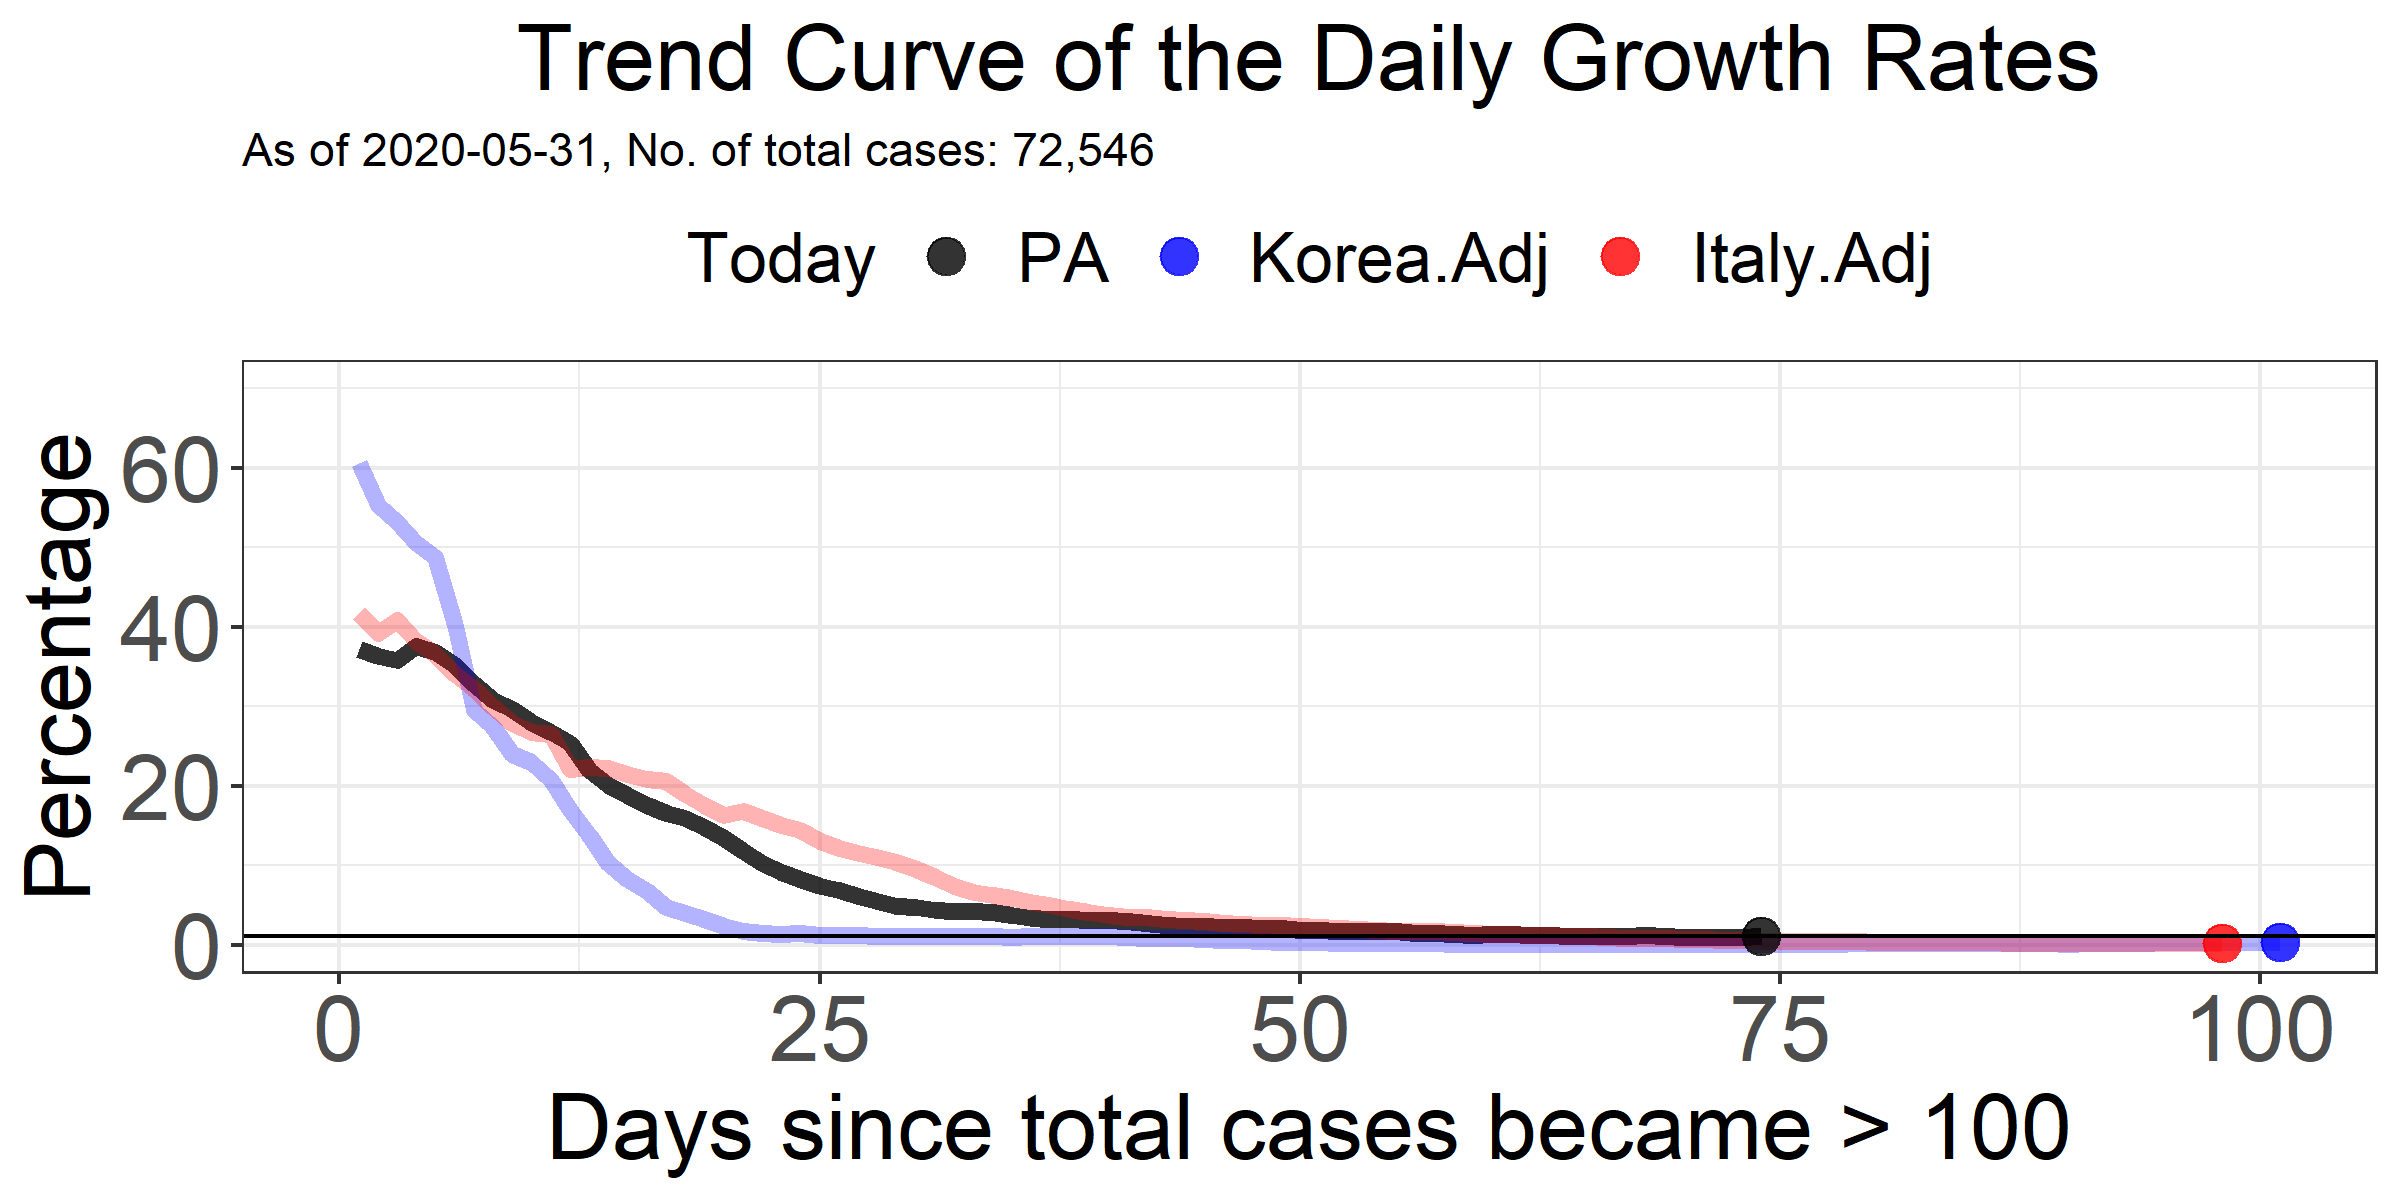 Trend Curve of the Daily Growth Rates
As of 2020-05-31, No. of total cases: 72,546
Today PA Korea.Adj Italy.Adj
Percentage
60
40
20
0
0 25 50 75 100
Days since total cases became > 100